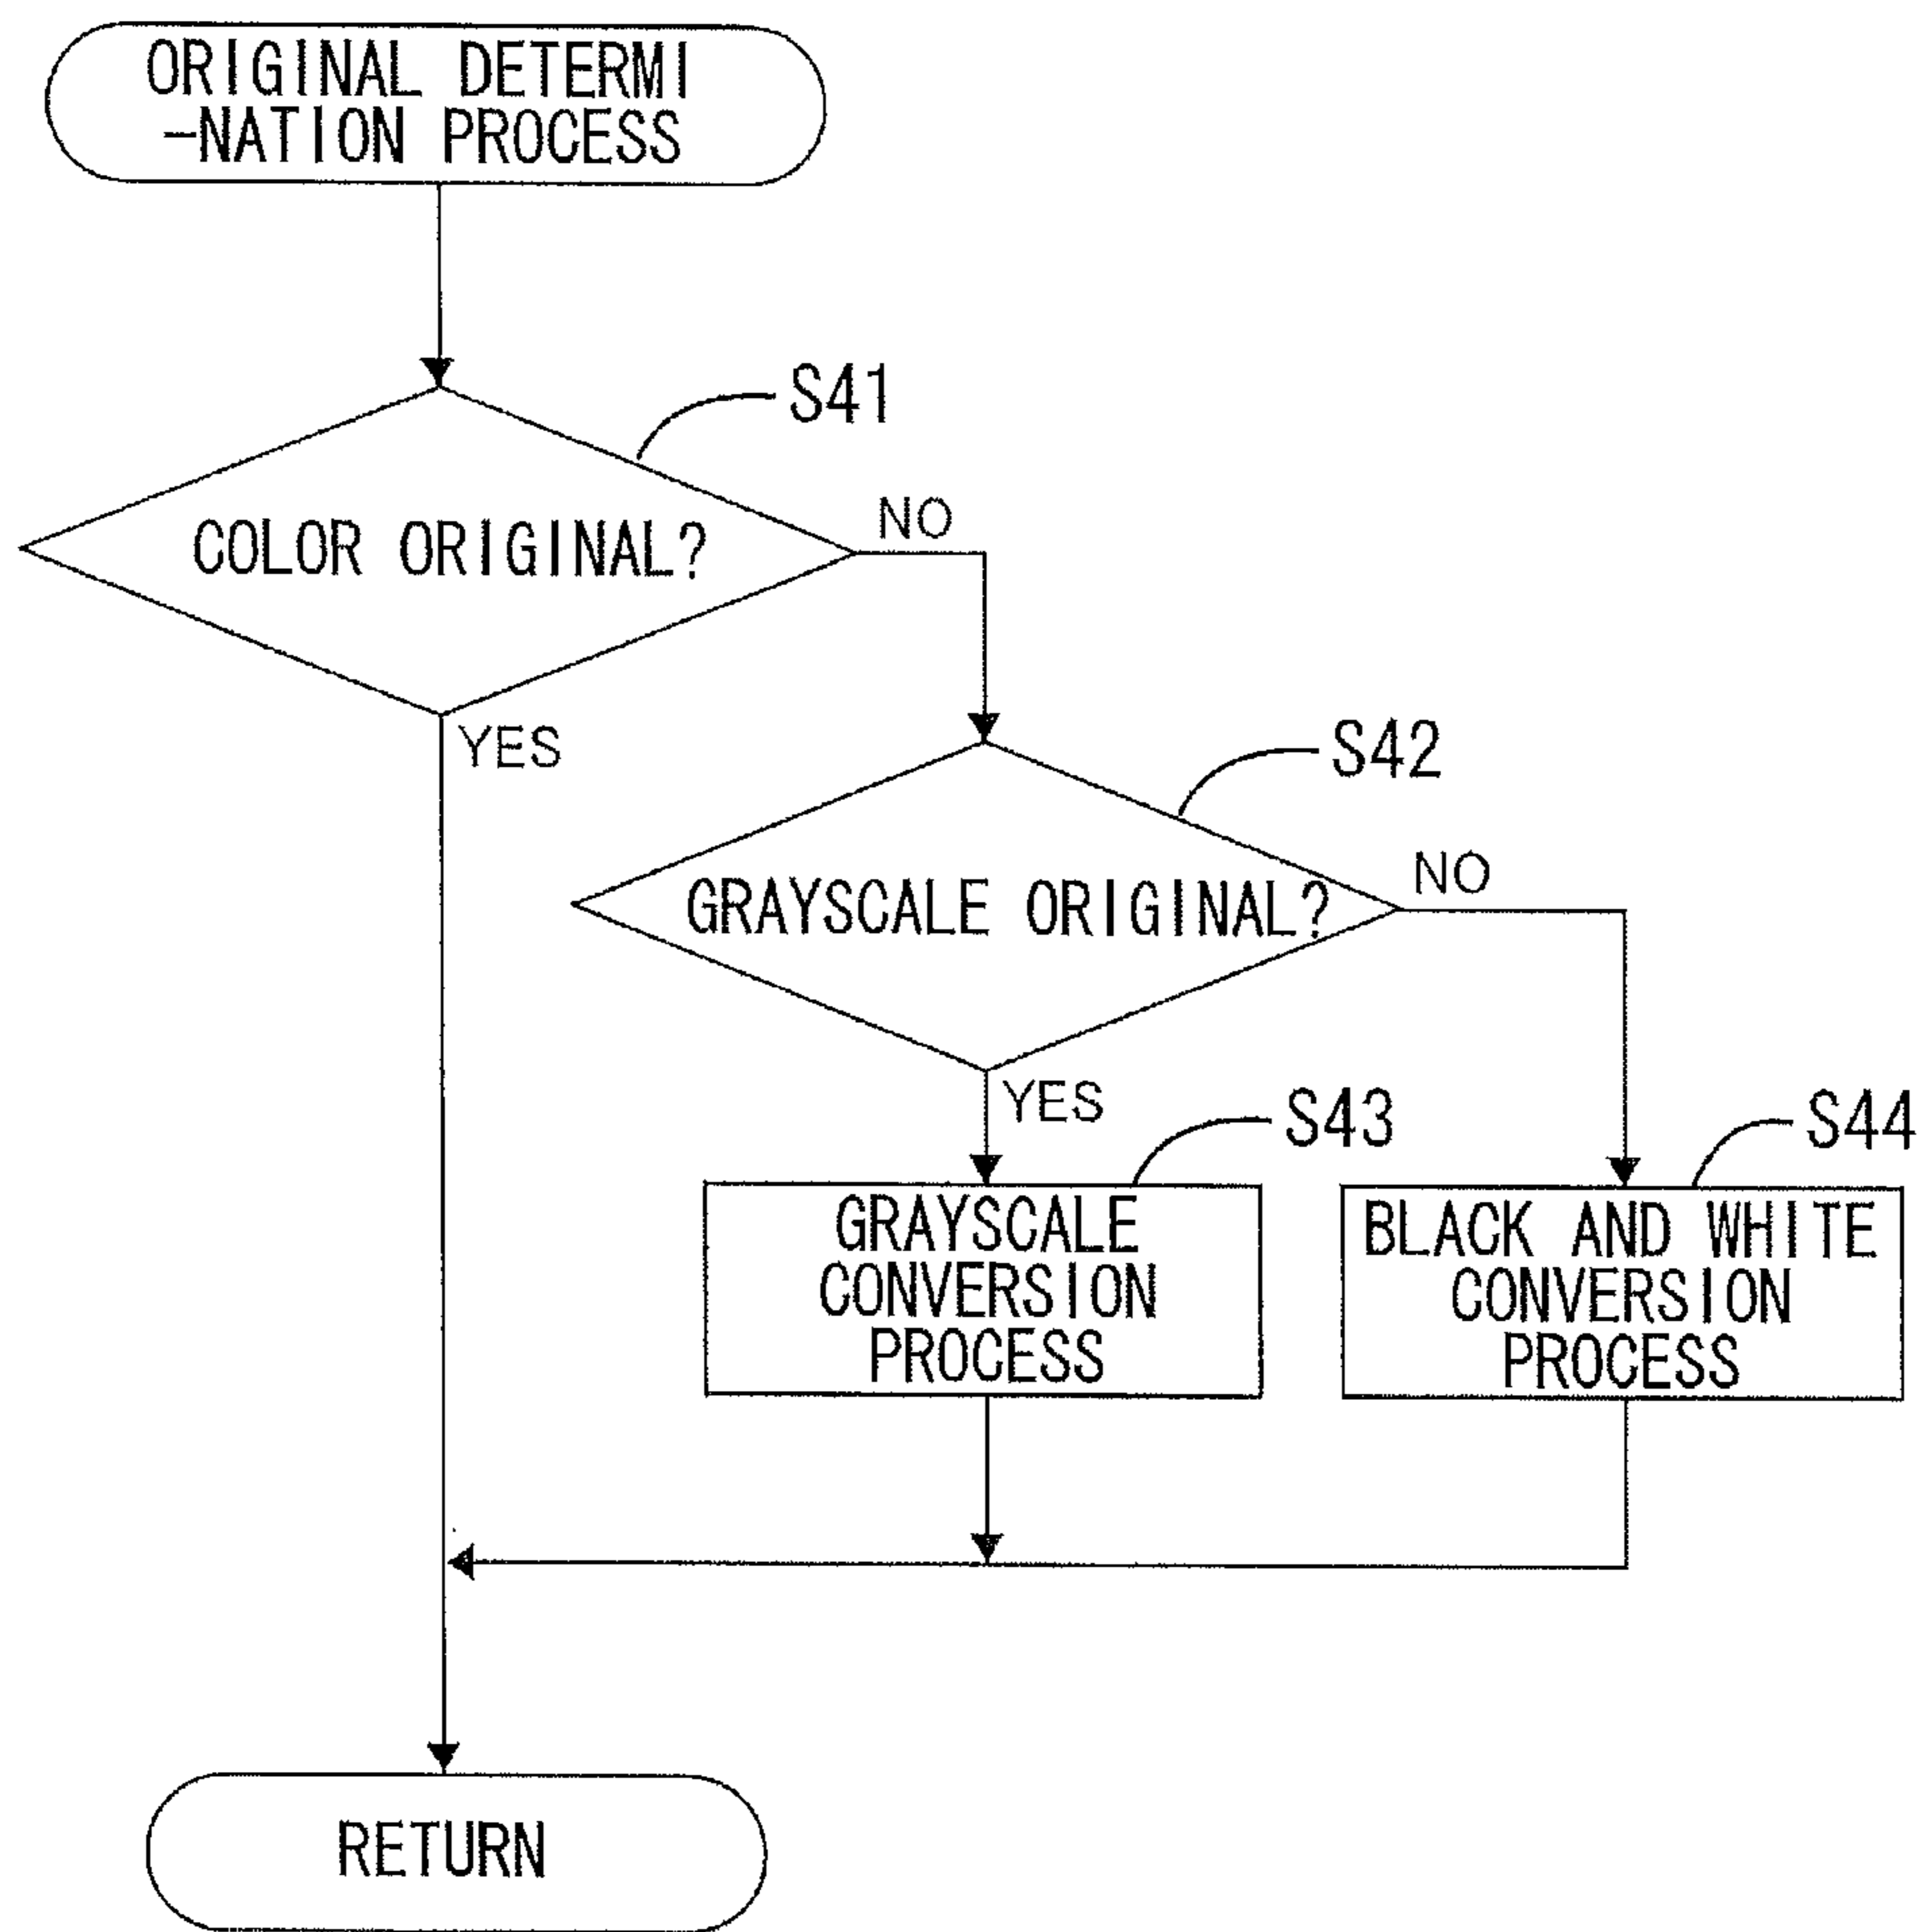 ORIGINAL DETERMI
-NATION PROCESS
S41
COLOR ORIGINAL?
NO
YES
S42
GRAYSCALE ORIGINAL?
NO
YES
S43
S44
GRAYSCALE
CONVERSION
PROCESS
BLACK AND WHITE
CONVERSION
PROCESS
RETURN